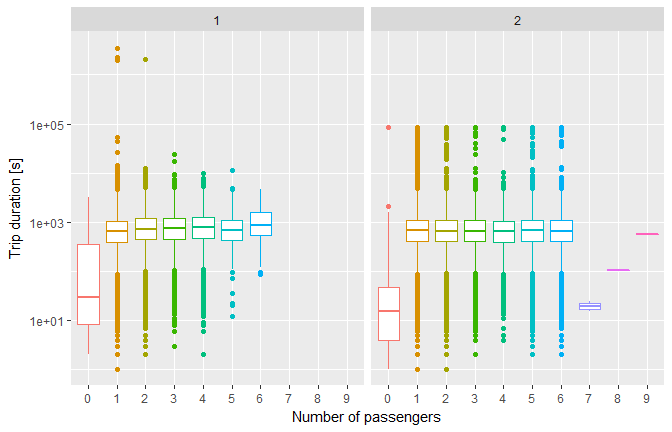 1
2
Trip duration [s]
1e+05
1e+03
1e+01
0 1 2 3 4 5 6 7 8 9
0 1 2 3 4 5 6 7 8 9
Number of passengers